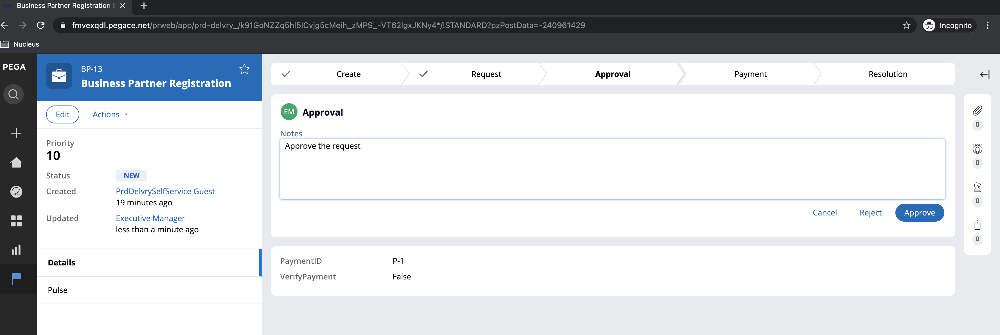 Business Partner Registration
fmvexqdl.pegace.net/prweb/app/prd-delvry_/k91GoNZZq5hl5ICvjg5cMeih_zMPS_-VT62lgxJKNy4*/!STANDARD?pzPostData=-240961429
Incognito
Nucleus
PEGA
BP-13
Business Partner Registration
Edit
Actions
Priority
10
Status NEW
Created PrdDelvrySelfService Guest
19 minutes ago
Updated Executive Manager
less than a minute ago
Details
Pulse
Create Request Approval Payment Resolution
EM Approval
Notes
Approve the request
Cancel Reject Approve
PaymentID P-1
VerifyPayment False
0
0
0
0